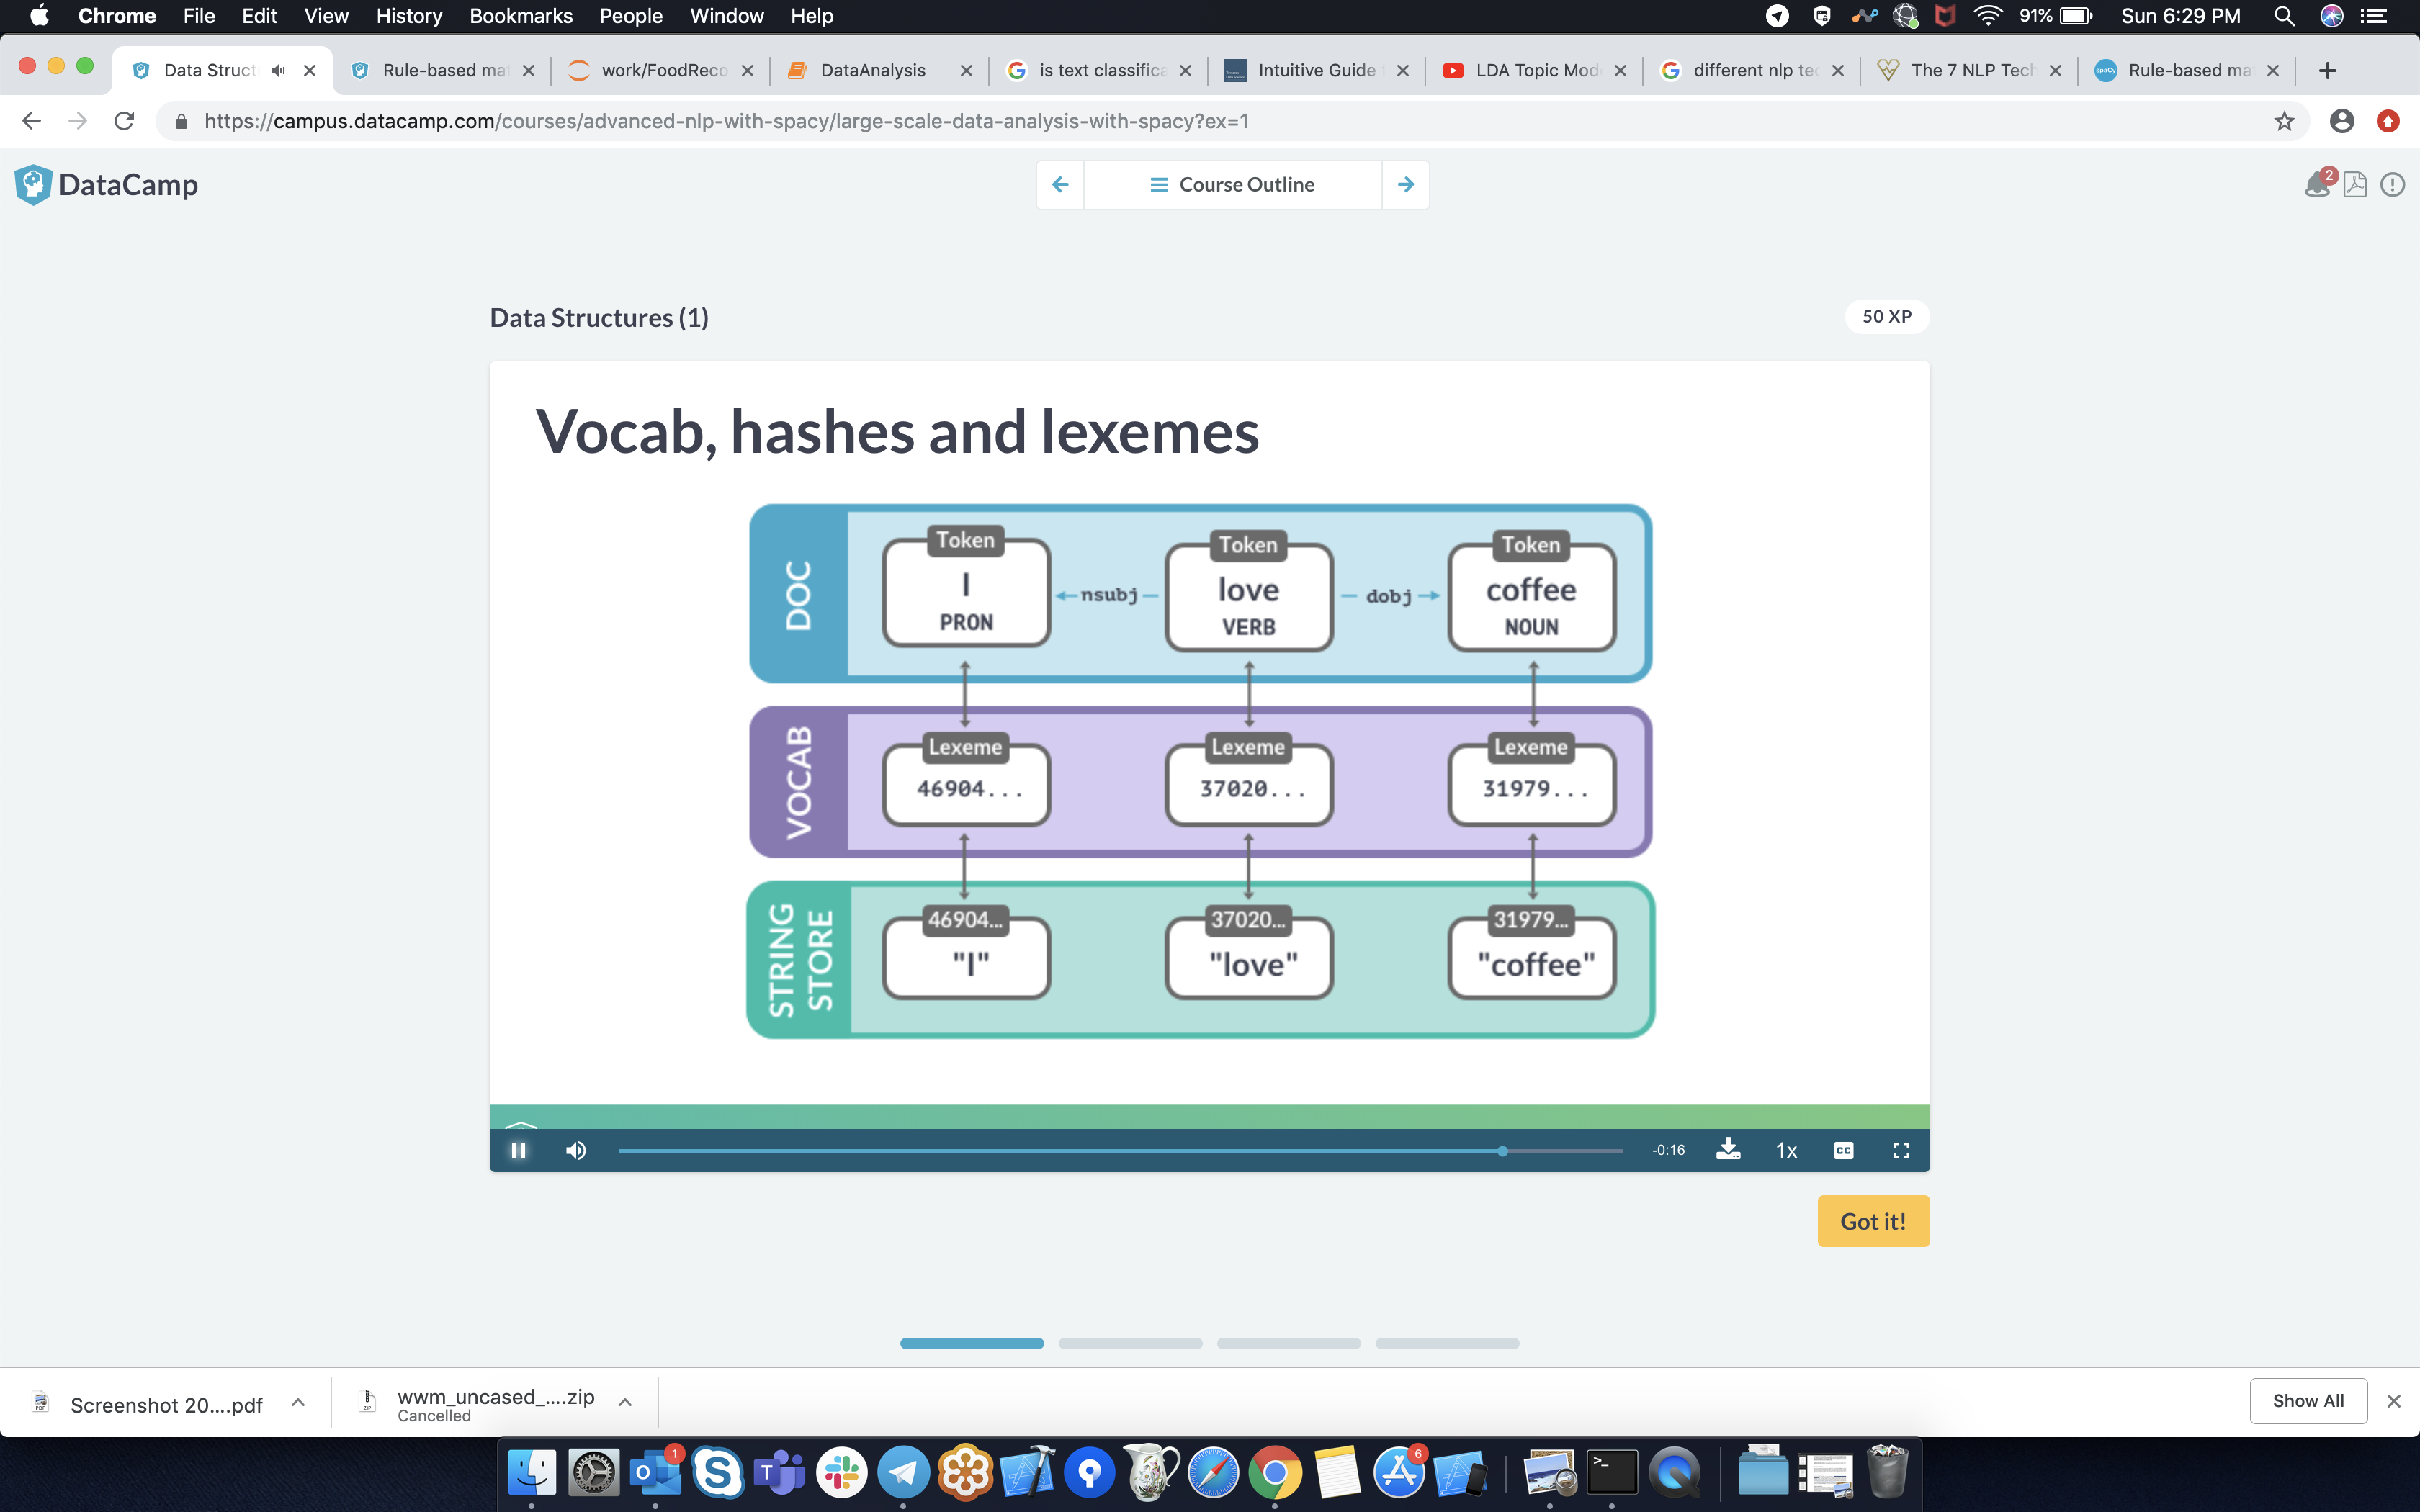 Chrome File Edit View History Bookmarks People Window Help 91% Sun 6:29 PM
Data Struct Rule-based ma work/FoodReco DataAnalysis is text classifica Intuitive Guide LDA Topic Mod different nlp tec The 7 NLP Tech spaCy Rule-based ma
https://campus.datacamp.com/courses/advanced-nlp-with-spacy/large-scale-data-analysis-with-spacy?ex=1
DataCamp
Course Outline
2
Data Structures (1)
50 XP
Vocab, hashes and lexemes
DOC
Token Token Token
I love coffee
nsubj dobj
PRON VERB NOUN
VOCAB
Lexeme Lexeme Lexeme
46904... 37020... 31979...
STRING STORE
46904... 37020... 31979...
"I" "love" "coffee"
-0:16 1x CC
Got it!
Screenshot 20....pdf
wwm_uncased_....zip
Cancelled
Show All
1 6